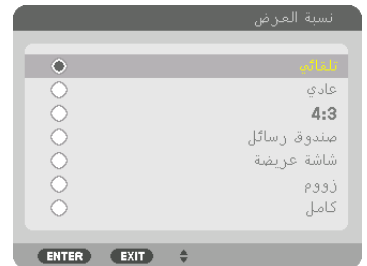 نسبة العرض
تلقائي
عادي
4:3
صندوق رسائل
شاشة عريضة
زووم
كامل
ENTER EXIT